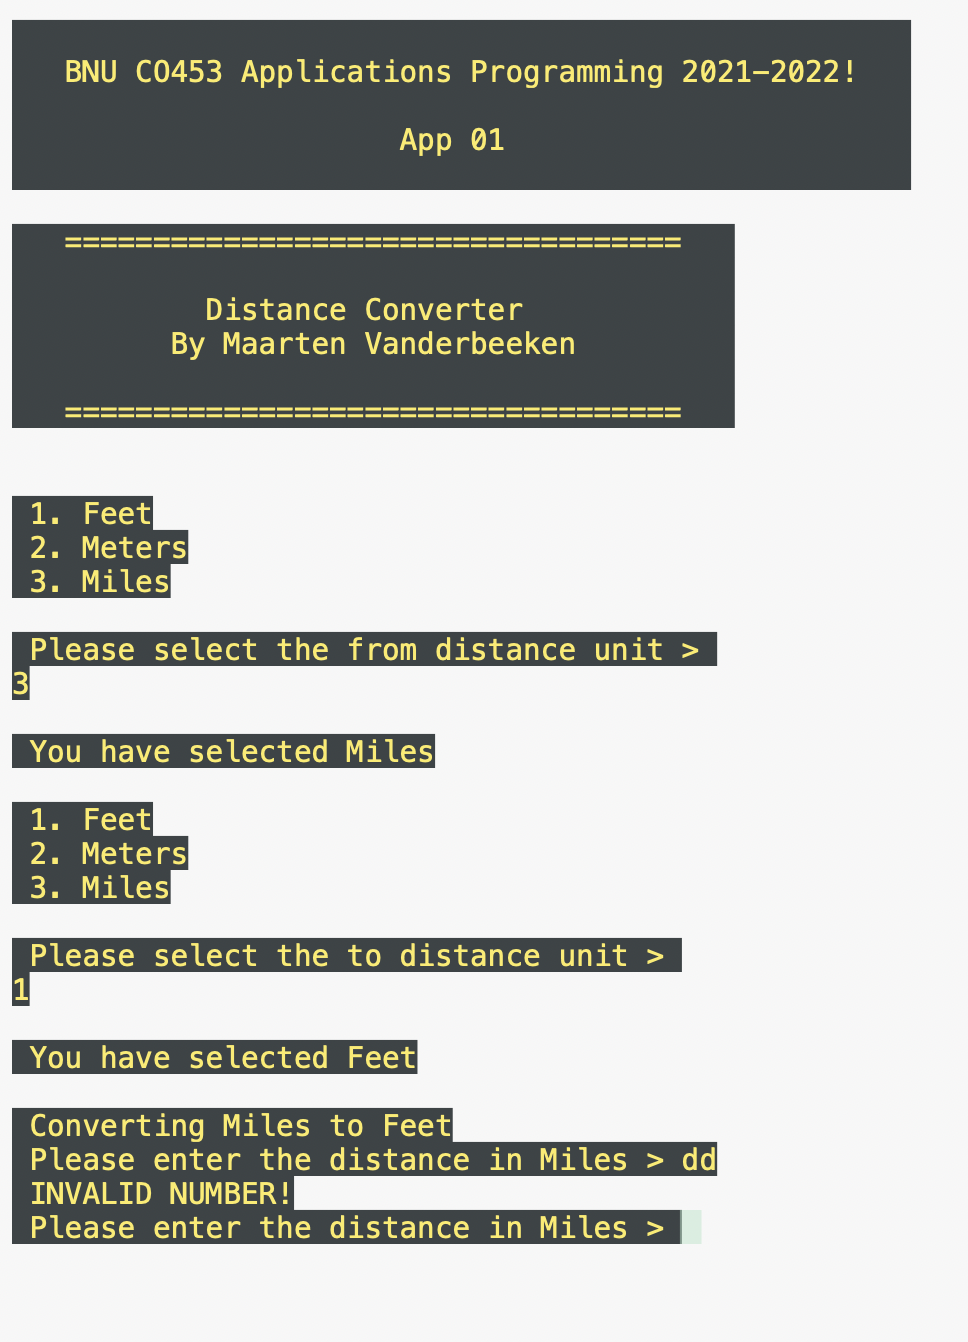 BNU CO453 Applications Programming 2021-2022!
App 01
===================================
Distance Converter
By Maarten Vanderbeeken
===================================
1. Feet
2. Meters
3. Miles
Please select the from distance unit >
3
You have selected Miles
1. Feet
2. Meters
3. Miles
Please select the to distance unit >
1
You have selected Feet
Converting Miles to Feet
Please enter the distance in Miles > dd
INVALID NUMBER!
Please enter the distance in Miles >